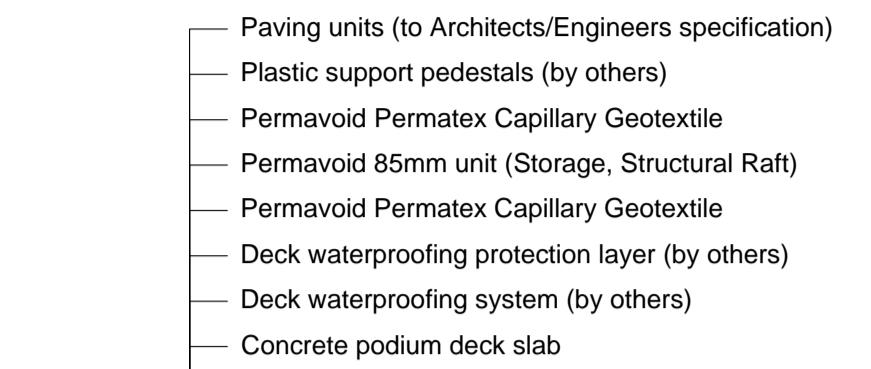 Paving units (to Architects/Engineers specification)
Plastic support pedestals (by others)
Permavoid Permatex Capillary Geotextile
Permavoid 85mm unit (Storage, Structural Raft)
Permavoid Permatex Capillary Geotextile
Deck waterproofing protection layer (by others)
Deck waterproofing system (by others)
Concrete podium deck slab